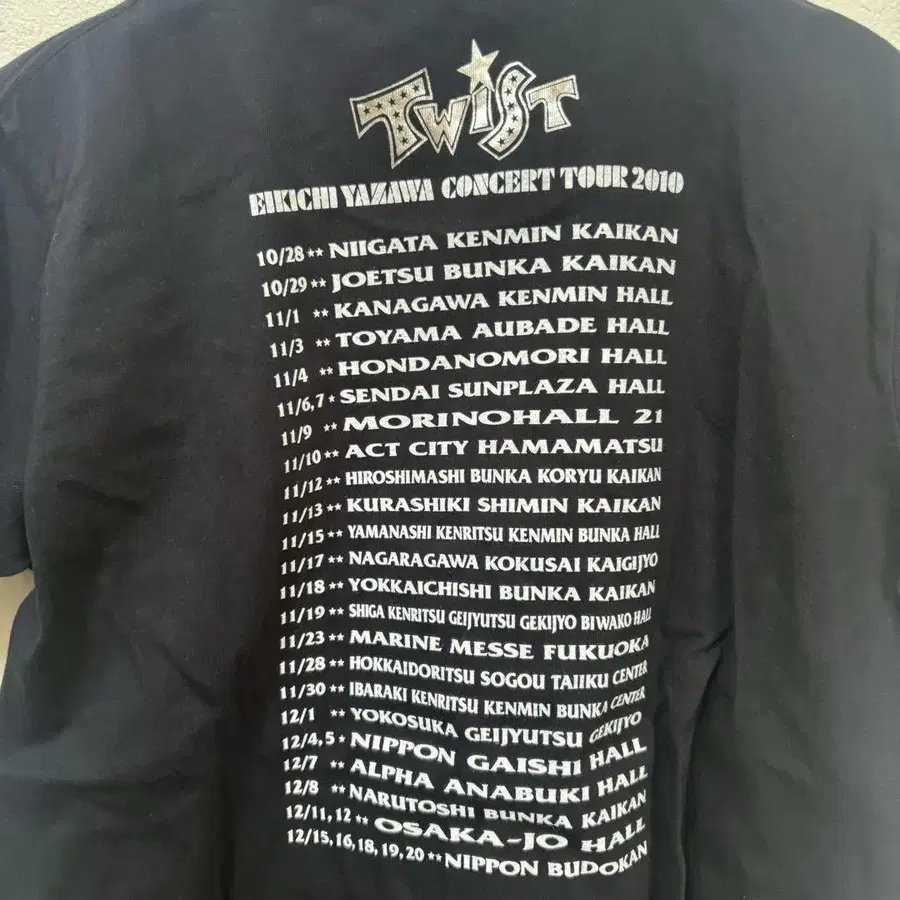 TWiST
EIKICHI YAZAWA CONCERT TOUR 2010
10/28 ★★ NIIGATA KENMIN KAIKAN
10/29 ★★ JOETSU BUNKA KAIKAN
11/1 ★★ KANAGAWA KENMIN HALL
11/3 ★★ TOYAMA AUBADE HALL
11/4 ★★ HONDANOMORI HALL
11/6,7 ★ SENDAI SUNPLAZA HALL
11/9 ★★ MORINOHALL 21
11/10 ★★ ACT CITY HAMAMATSU
11/12 ★★ HIROSHIMASHI BUNKA KORYU KAIKAN
11/13 ★★ KURASHIKI SHIMIN KAIKAN
11/15 ★★ YAMANASHI KENRITSU KENMIN BUNKA HALL
11/17 ★★ NAGARAGAWA KOKUSAI KAIGIJYO
11/18 ★★ YOKKAICHISHI BUNKA KAIKAN
11/19 ★★ SHIGA KENRITSU GEIJYUTSU GEKIJYO BIWAKO HALL
11/23 ★★ MARINE MESSE FUKUOKA
11/28 ★★ HOKKAIDORITSU SOGOU TAIIKU CENTER
11/30 ★★ IBARAKI KENRITSU KENMIN BUNKA CENTER
12/1 ★★ YOKOSUKA GEIJYUTSU GEKIJYO
12/4,5 ★ NIPPON GAISHI HALL
12/7 ★★ ALPHA ANABUKI HALL
12/8 ★★ NARUTOSHI BUNKA KAIKAN
12/11,12 ★★ OSAKA-JO HALL
12/15,16,18,19,20 ★★ NIPPON BUDOKAN